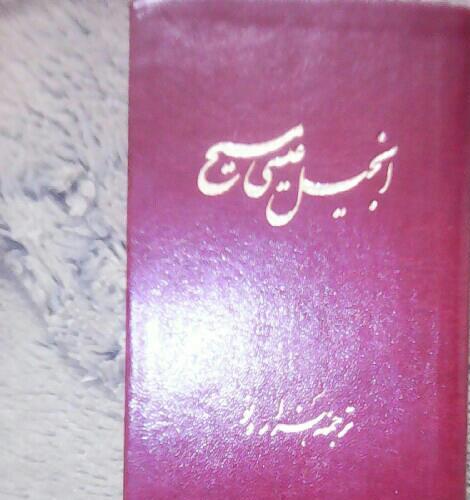 انجیل عیسی مسیح
ترجمه هزاره نو